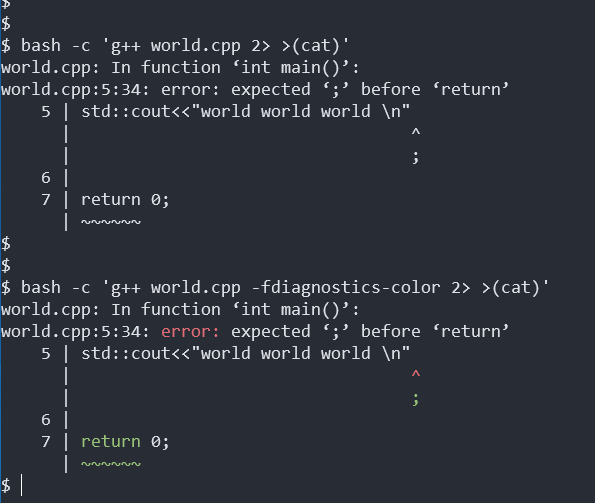 $
$
$ bash -c 'g++ world.cpp 2> >(cat)'
world.cpp: In function ‘int main()’:
world.cpp:5:34: error: expected ‘;’ before ‘return’
    5 | std::cout<<"world world world \n"
      |                                  ^
      |                                  ;
    6 |
    7 | return 0;
      | ~~~~~~
$
$
$ bash -c 'g++ world.cpp -fdiagnostics-color 2> >(cat)'
world.cpp: In function ‘int main()’:
world.cpp:5:34: error: expected ‘;’ before ‘return’
    5 | std::cout<<"world world world \n"
      |                                  ^
      |                                  ;
    6 |
    7 | return 0;
      | ~~~~~~
$